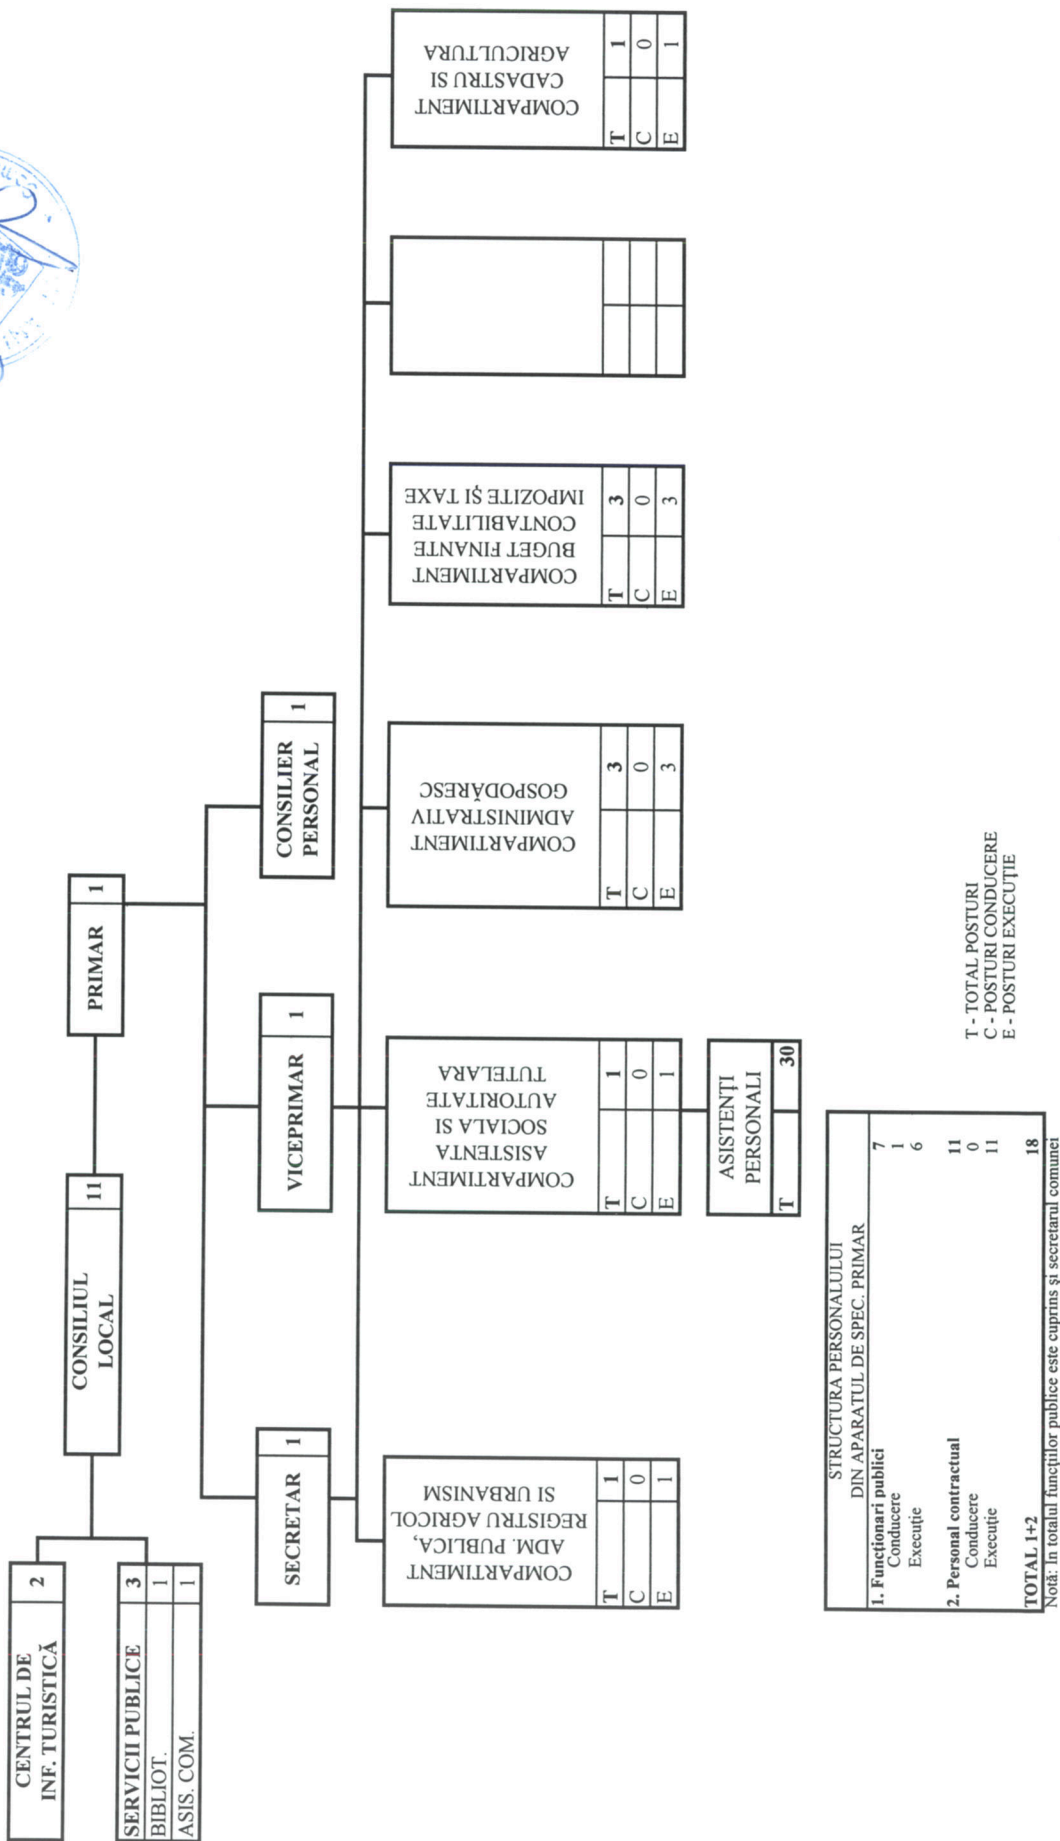 CENTRUL DE
INF. TURISTICĂ
2
SERVICII PUBLICE 3
BIBLIOT. 1
ASIS. COM. 1
CONSILIUL
LOCAL
11
PRIMAR 1
SECRETAR 1
VICEPRIMAR 1
CONSILIER
PERSONAL
1
COMPARTIMENT
ADM. PUBLICA,
REGISTRU AGRICOL
SI URBANISM
T 1
C 0
E 1
COMPARTIMENT
ASISTENTA
SOCIALA SI
AUTORITATE
TUTELARA
T 1
C 0
E 1
ASISTENȚI
PERSONALI
T 30
COMPARTIMENT
ADMINISTRATIV
GOSPODĂRESC
T 3
C 0
E 3
COMPARTIMENT
BUGET FINANTE
CONTABILITATE
IMPOZITE ȘI TAXE
T 3
C 0
E 3
COMPARTIMENT
CADASTRU SI
AGRICULTURA
T 1
C 0
E 1
STRUCTURA PERSONALULUI
DIN APARATUL DE SPEC. PRIMAR
1. Funcționari publici 7
Conducere 1
Execuție 6
2. Personal contractual 11
Conducere 0
Execuție 11
TOTAL 1+2 18
Notă: In totalul funcțiilor publice este cuprins și secretarul comunei
T - TOTAL POSTURI
C - POSTURI CONDUCERE
E - POSTURI EXECUȚIE